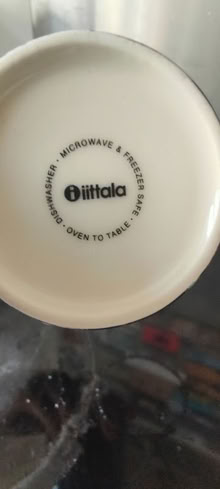 MICROWAVE & FREEZER SAFE · OVEN TO TABLE · DISHWASHER ·
iittala